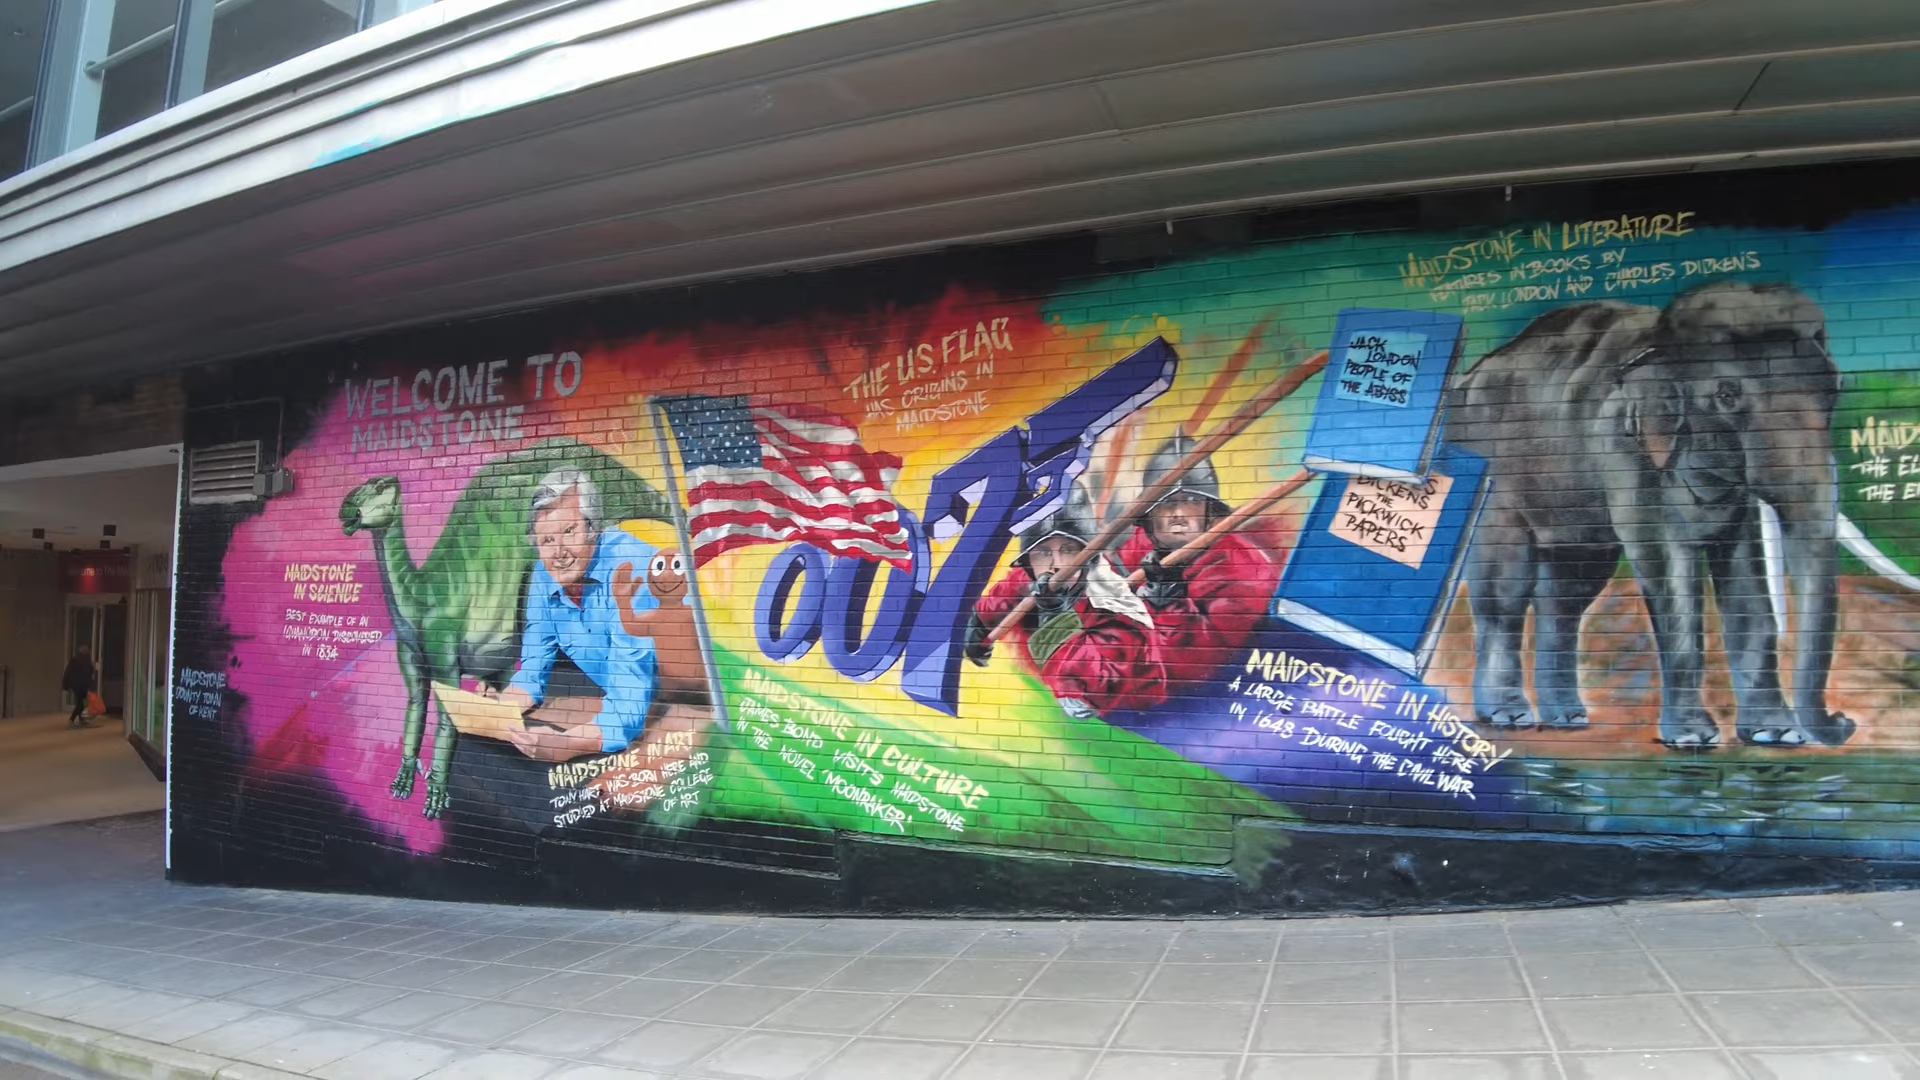 WELCOME TO
MAIDSTONE
MAIDSTONE
IN SCIENCE
BEST EXAMPLE OF AN
IGUANODON DISCOVERED
IN 1834
MAIDSTONE
COUNTY TOWN
OF KENT
MAIDSTONE IN ART
TONY HART WAS BORN HERE AND
STUDIED AT MAIDSTONE COLLEGE
OF ART
THE U.S. FLAG
HAS ORIGINS IN
MAIDSTONE
007
MAIDSTONE IN CULTURE
JAMES BOND VISITS MAIDSTONE
IN THE NOVEL 'MOONRAKER'
MAIDSTONE IN HISTORY
A LARGE BATTLE FOUGHT HERE
IN 1648 DURING THE CIVIL WAR
MAIDSTONE IN LITERATURE
FEATURES IN BOOKS BY
JACK LONDON AND CHARLES DICKENS
JACK
LONDON
PEOPLE OF
THE ABYSS
DICKENS
THE
PICKWICK
PAPERS
MAID
THE EL
THE E